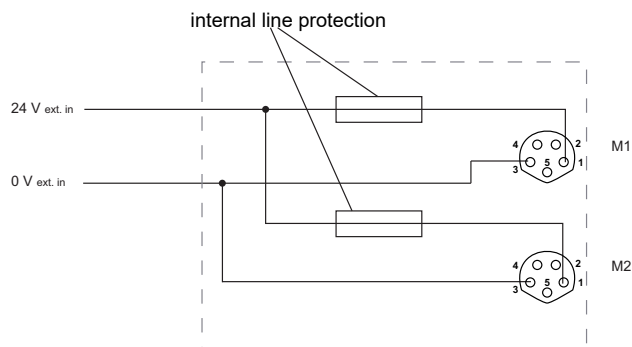 internal line protection
24 V ext. in
4 2 M1
3 5 1
0 V ext. in
4 2 M2
3 5 1